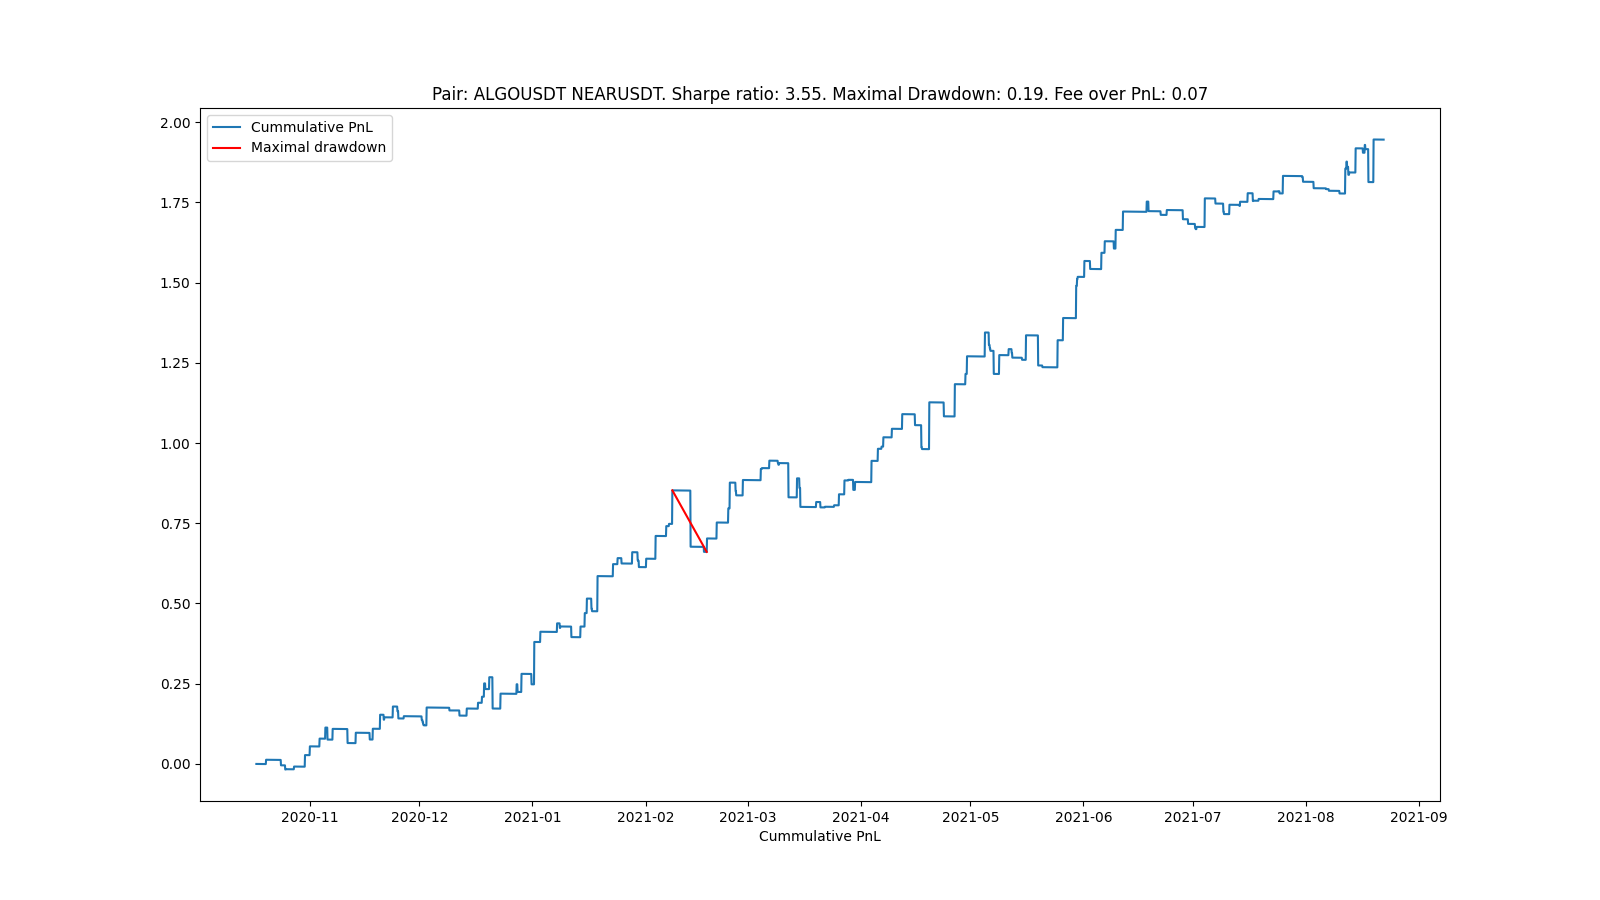 Pair: ALGOUSDT NEARUSDT. Sharpe ratio: 3.55. Maximal Drawdown: 0.19. Fee over PnL: 0.07
Cummulative PnL
Maximal drawdown
2.00
1.75
1.50
1.25
1.00
0.75
0.50
0.25
0.00
2020-11 2020-12 2021-01 2021-02 2021-03 2021-04 2021-05 2021-06 2021-07 2021-08 2021-09
Cummulative PnL